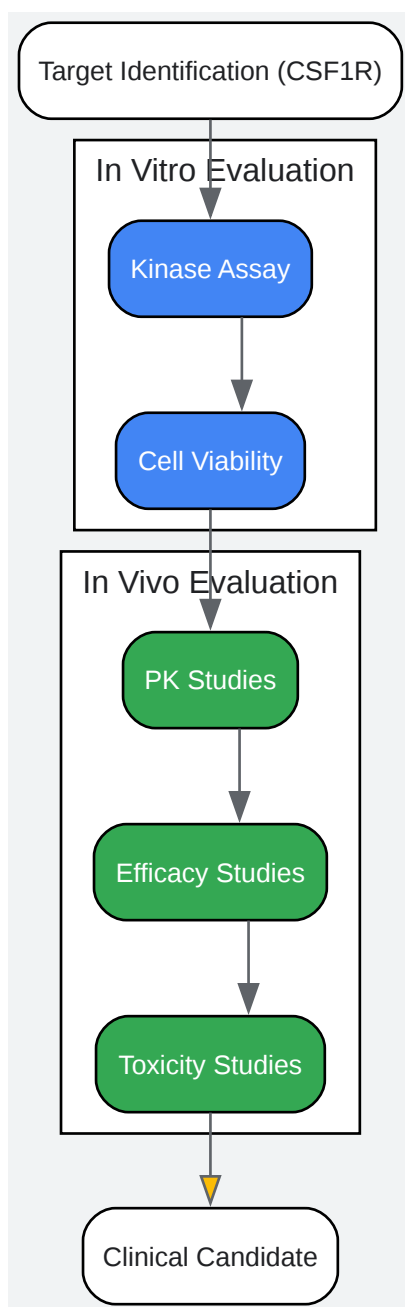 Target Identification (CSF1R)
In Vitro Evaluation
Kinase Assay
Cell Viability
In Vivo Evaluation
PK Studies
Efficacy Studies
Toxicity Studies
Clinical Candidate